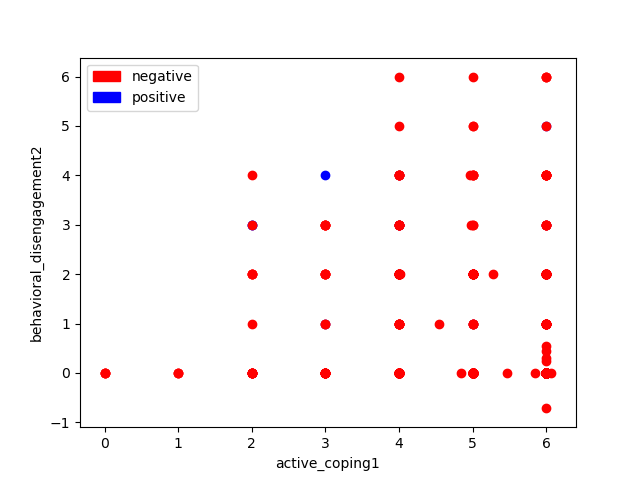 negative
positive
6
5
4
3
2
1
0
−1
behavioral_disengagement2
0 1 2 3 4 5 6
active_coping1